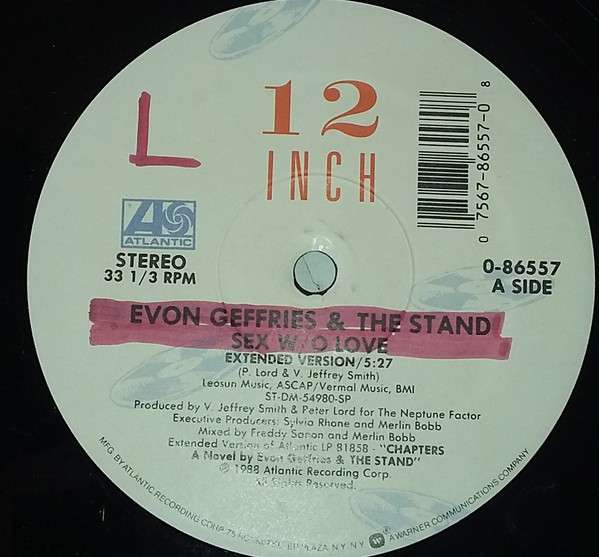 L
12
INCH
0 7567-86557-0 8
ATLANTIC
STEREO
33 1/3 RPM
0-86557
A SIDE
EVON GEFFRIES & THE STAND
SEX W/O LOVE
EXTENDED VERSION/5:27
(P. Lord & V. Jeffrey Smith)
Leosun Music, ASCAP/Vermal Music, BMI
ST-DM-54980-SP
Produced by V. Jeffrey Smith & Peter Lord for The Neptune Factor
Executive Producers: Sylvia Rhone and Merlin Bobb
Mixed by Freddy Sanon and Merlin Bobb
Extended Version of Atlantic LP 81858 - "CHAPTERS
A Novel by Evon Geffries & THE STAND"
℗ 1988 Atlantic Recording Corp.
All Rights Reserved.
MFG. BY ATLANTIC RECORDING CORP. 75 PLAZA, N.Y. N.Y. A WARNER COMMUNICATIONS COMPANY